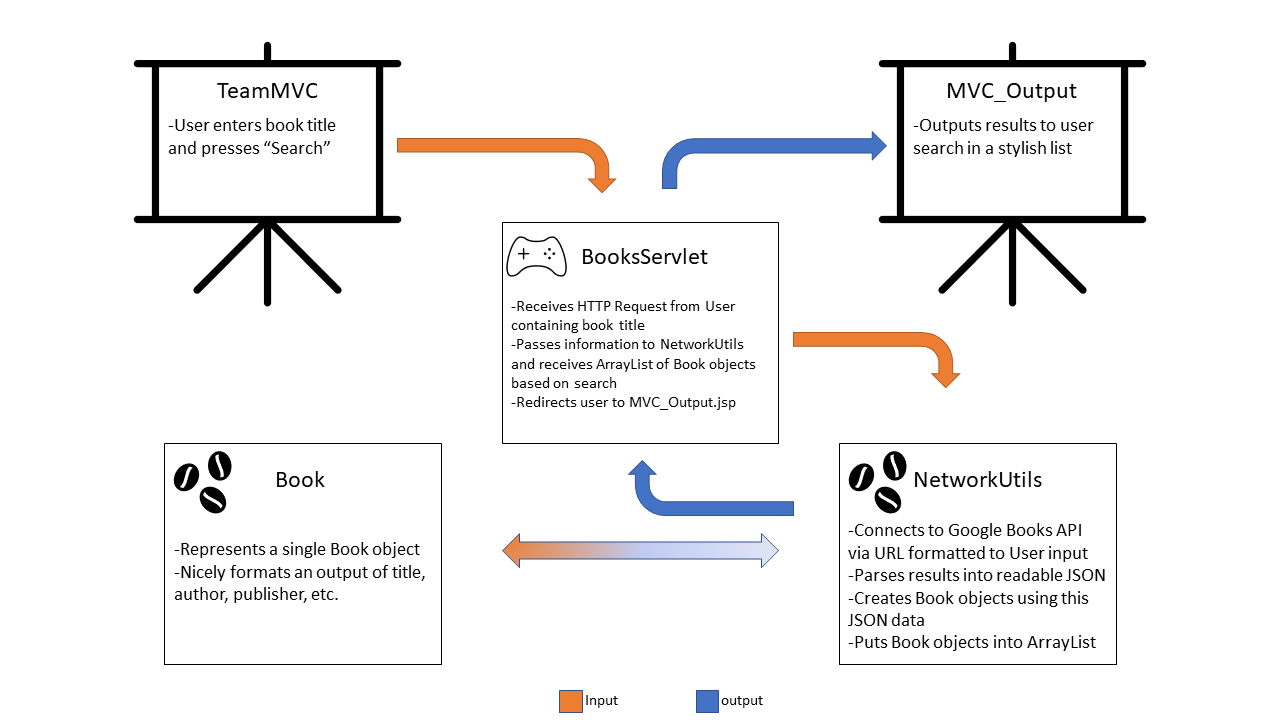 TeamMVC
-User enters book title
and presses “Search”
MVC_Output
-Outputs results to user
search in a stylish list
BooksServlet
-Receives HTTP Request from User
containing book title
-Passes information to NetworkUtils
and receives ArrayList of Book objects
based on search
-Redirects user to MVC_Output.jsp
Book
-Represents a single Book object
-Nicely formats an output of title,
author, publisher, etc.
NetworkUtils
-Connects to Google Books API
via URL formatted to User input
-Parses results into readable JSON
-Creates Book objects using this
JSON data
-Puts Book objects into ArrayList
Input
output